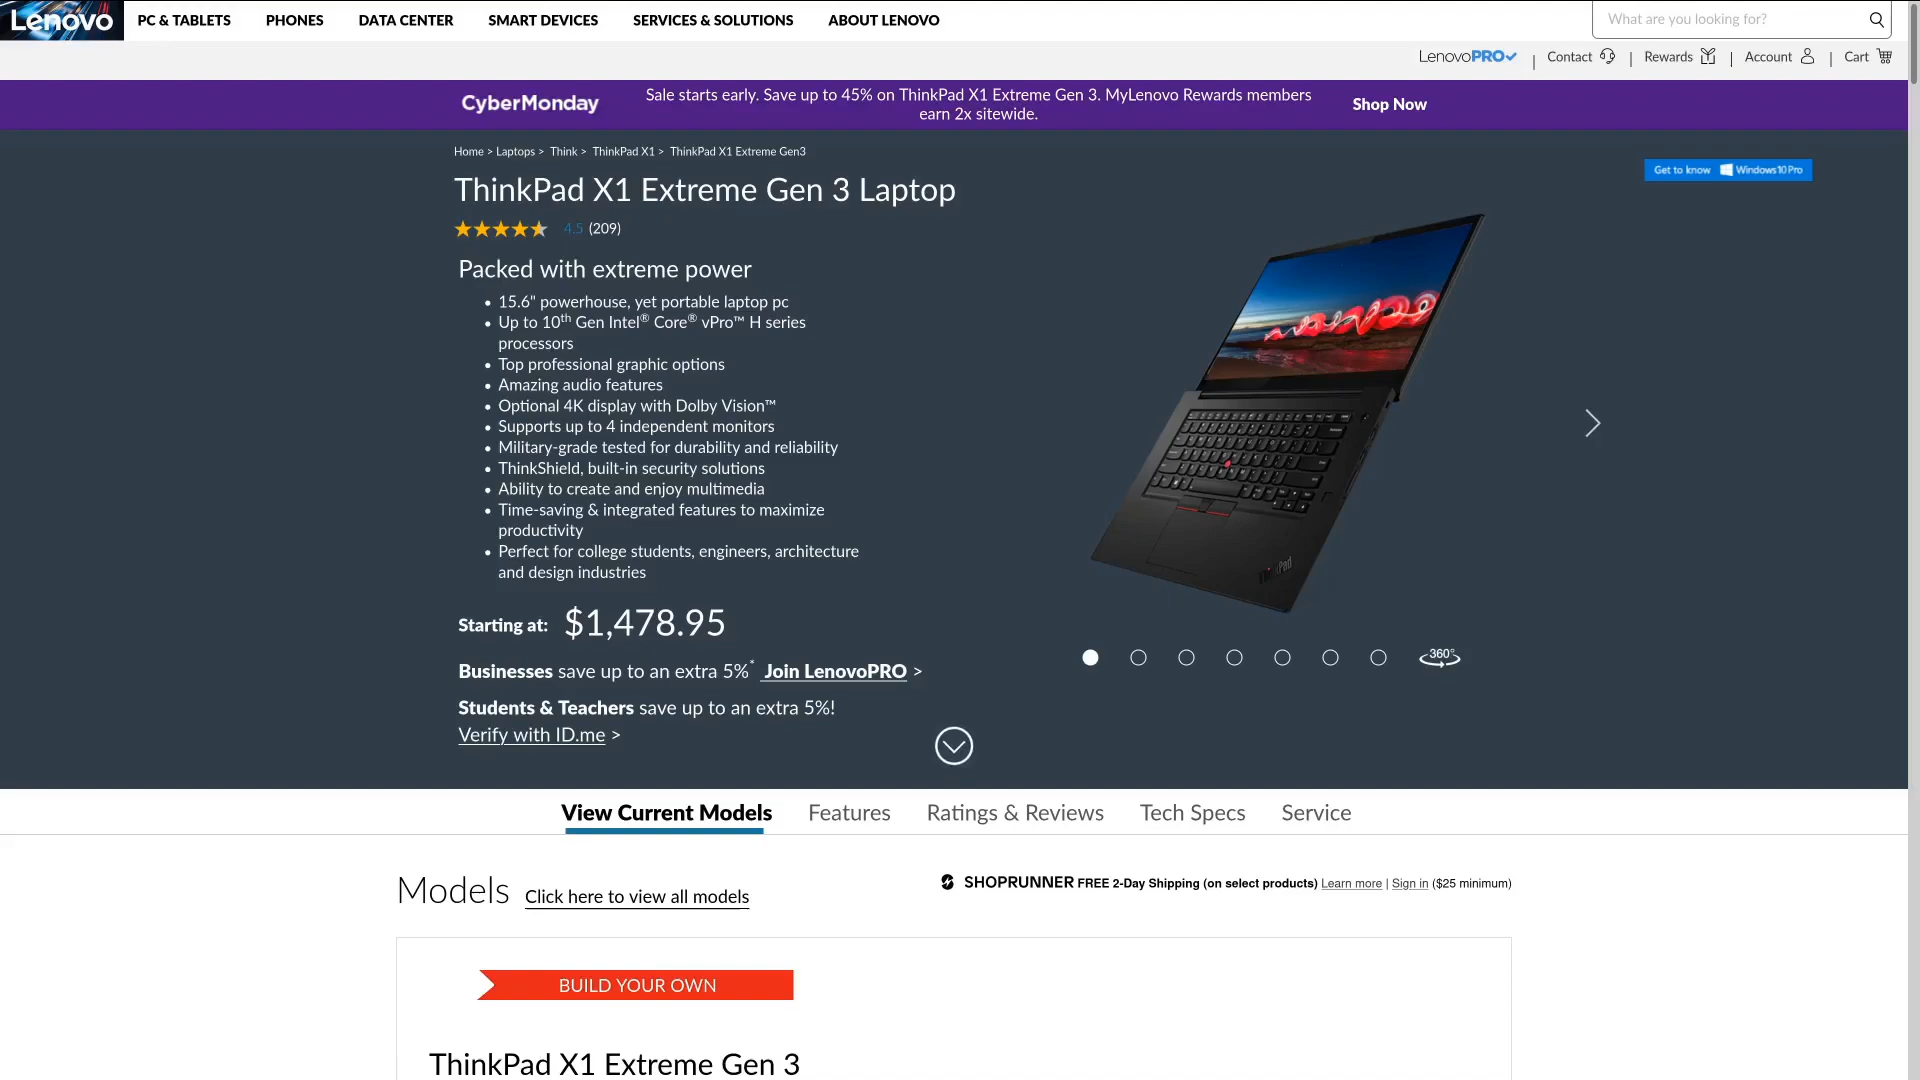 Lenovo
PC & TABLETS
PHONES
DATA CENTER
SMART DEVICES
SERVICES & SOLUTIONS
ABOUT LENOVO
What are you looking for?
LenovoPRO
Contact
Rewards
Account
Cart
CyberMonday
Sale starts early. Save up to 45% on ThinkPad X1 Extreme Gen 3. MyLenovo Rewards members
earn 2x sitewide.
Shop Now
Home > Laptops > Think > ThinkPad X1 > ThinkPad X1 Extreme Gen3
Get to know Windows10 Pro
ThinkPad X1 Extreme Gen 3 Laptop
4.5 (209)
Packed with extreme power
• 15.6" powerhouse, yet portable laptop pc
• Up to 10th Gen Intel® Core® vPro™ H series
processors
• Top professional graphic options
• Amazing audio features
• Optional 4K display with Dolby Vision™
• Supports up to 4 independent monitors
• Military-grade tested for durability and reliability
• ThinkShield, built-in security solutions
• Ability to create and enjoy multimedia
• Time-saving & integrated features to maximize
productivity
• Perfect for college students, engineers, architecture
and design industries
ThinkPad
Starting at: $1,478.95
360°
Businesses save up to an extra 5%* Join LenovoPRO >
Students & Teachers save up to an extra 5%!
Verify with ID.me >
View Current Models
Features
Ratings & Reviews
Tech Specs
Service
Models Click here to view all models
SHOPRUNNER FREE 2-Day Shipping (on select products) Learn more | Sign in ($25 minimum)
BUILD YOUR OWN
ThinkPad X1 Extreme Gen 3